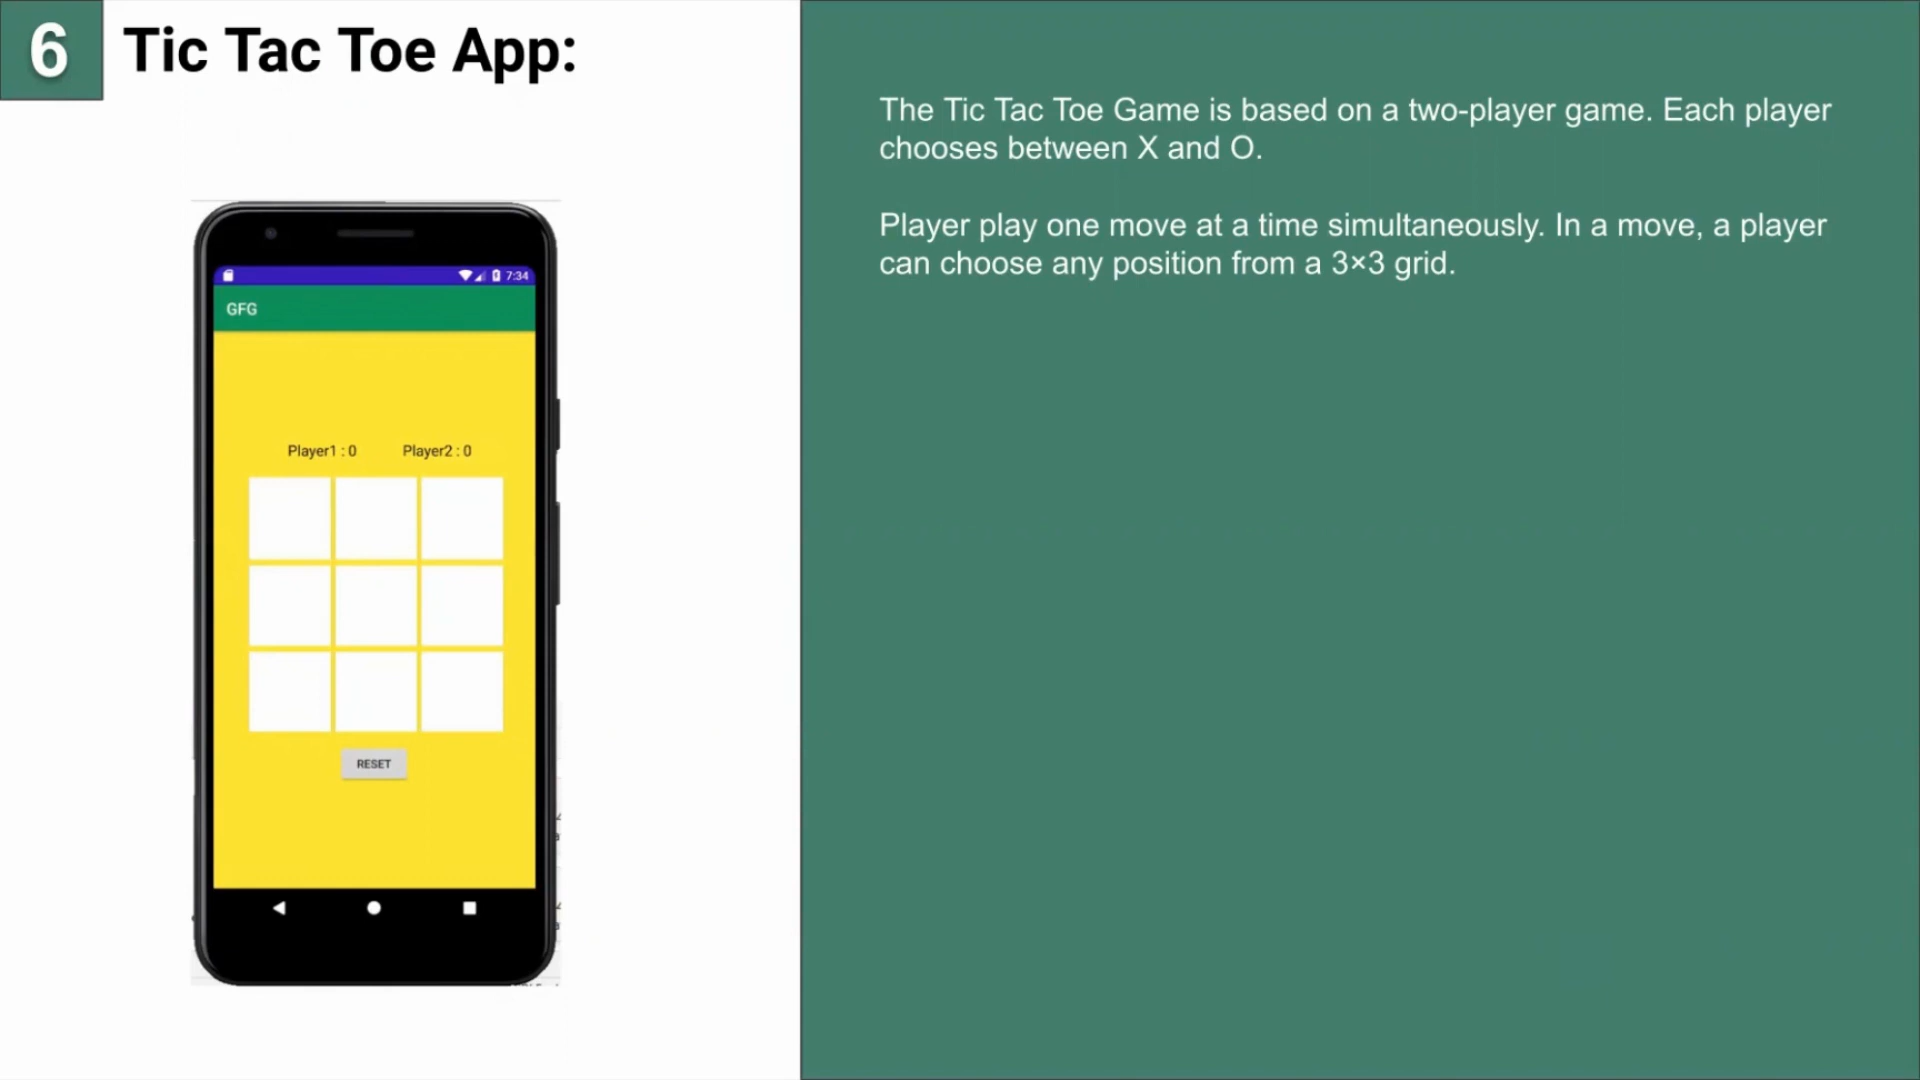 6 Tic Tac Toe App:
The Tic Tac Toe Game is based on a two-player game. Each player
chooses between X and O.
Player play one move at a time simultaneously. In a move, a player
can choose any position from a 3×3 grid.
7:34
GFG
Player1 : 0 Player2 : 0
RESET